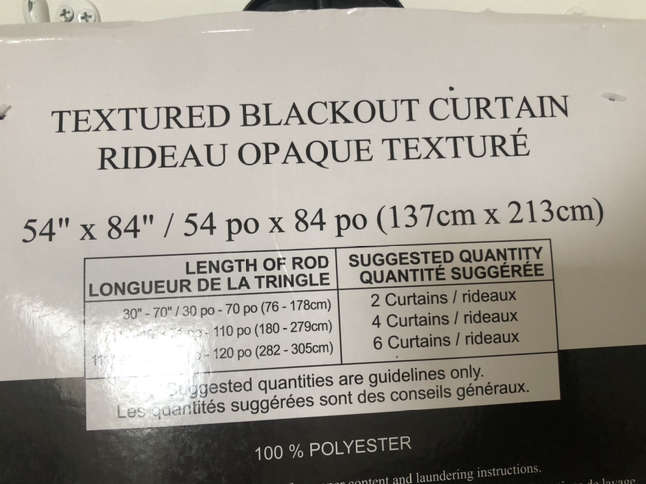 TEXTURED BLACKOUT CURTAIN
RIDEAU OPAQUE TEXTURÉ
54" x 84" / 54 po x 84 po (137cm x 213cm)
LENGTH OF ROD
LONGUEUR DE LA TRINGLE
SUGGESTED QUANTITY
QUANTITÉ SUGGÉRÉE
30" - 70" / 30 po - 70 po (76 - 178cm)
2 Curtains / rideaux
- 110 po (180 - 279cm)
4 Curtains / rideaux
- 120 po (282 - 305cm)
6 Curtains / rideaux
Suggested quantities are guidelines only.
Les quantités suggérées sont des conseils généraux.
100 % POLYESTER
content and laundering instructions.
de lavage